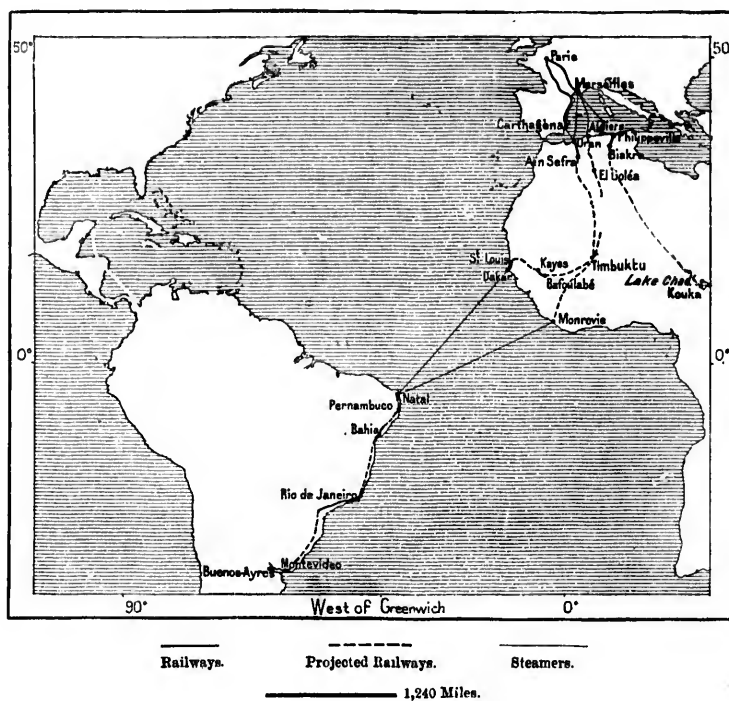 50°
50°
Paris
Marseilles
Carthagena
Algiers
Philippeville
Oran
Biskra
Ain Sefra
El Goléa
St. Louis
Kayes
Timbuktu
Dakar
Bafoulabé
Lake Chad
Kouka
Monrovia
0°
0°
Natal
Pernambuco
Bahia
Rio de Janeiro
Montevideo
Buenos-Ayres
90°
West of Greenwich
0°
Railways.
Projected Railways.
Steamers.
1,240 Miles.